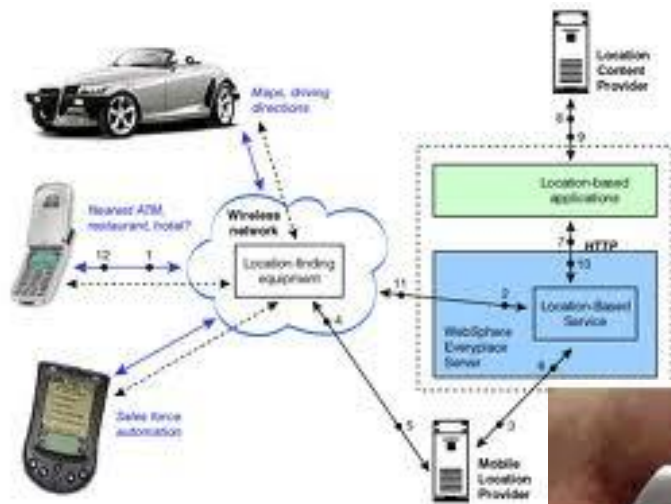 Maps, driving
directions
Location
Content
Provider
8
9
Location-based
applications
Nearest ATM,
restaurant, hotel?
Wireless
network
7
HTTP
10
12
1
Location-finding
equipment
11
2
Location-Based
Service
4
WebSphere
Everyplace
Server
6
Sales force
automation
5
3
Mobile
Location
Provider